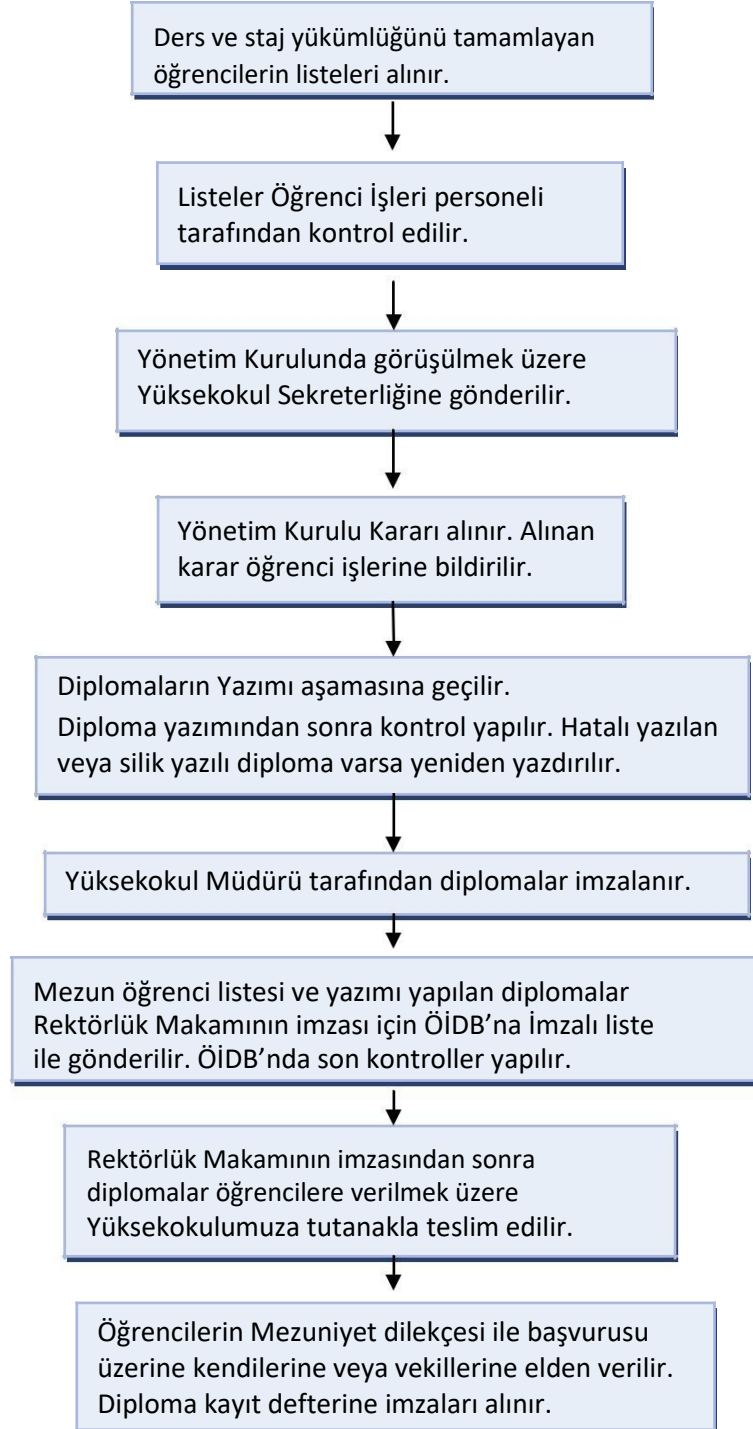 Ders ve staj yükümlüğünü tamamlayan
öğrencilerin listeleri alınır.
Listeler Öğrenci İşleri personeli
tarafından kontrol edilir.
Yönetim Kurulunda görüşülmek üzere
Yüksekokul Sekreterliğine gönderilir.
Yönetim Kurulu Kararı alınır. Alınan
karar öğrenci işlerine bildirilir.
Diplomaların Yazımı aşamasına geçilir.
Diploma yazımından sonra kontrol yapılır. Hatalı yazılan
veya silik yazılı diploma varsa yeniden yazdırılır.
Yüksekokul Müdürü tarafından diplomalar imzalanır.
Mezun öğrenci listesi ve yazımı yapılan diplomalar
Rektörlük Makamının imzası için ÖİDB’na İmzalı liste
ile gönderilir. ÖİDB’nda son kontroller yapılır.
Rektörlük Makamının imzasından sonra
diplomalar öğrencilere verilmek üzere
Yüksekokulumuza tutanakla teslim edilir.
Öğrencilerin Mezuniyet dilekçesi ile başvurusu
üzerine kendilerine veya vekillerine elden verilir.
Diploma kayıt defterine imzaları alınır.